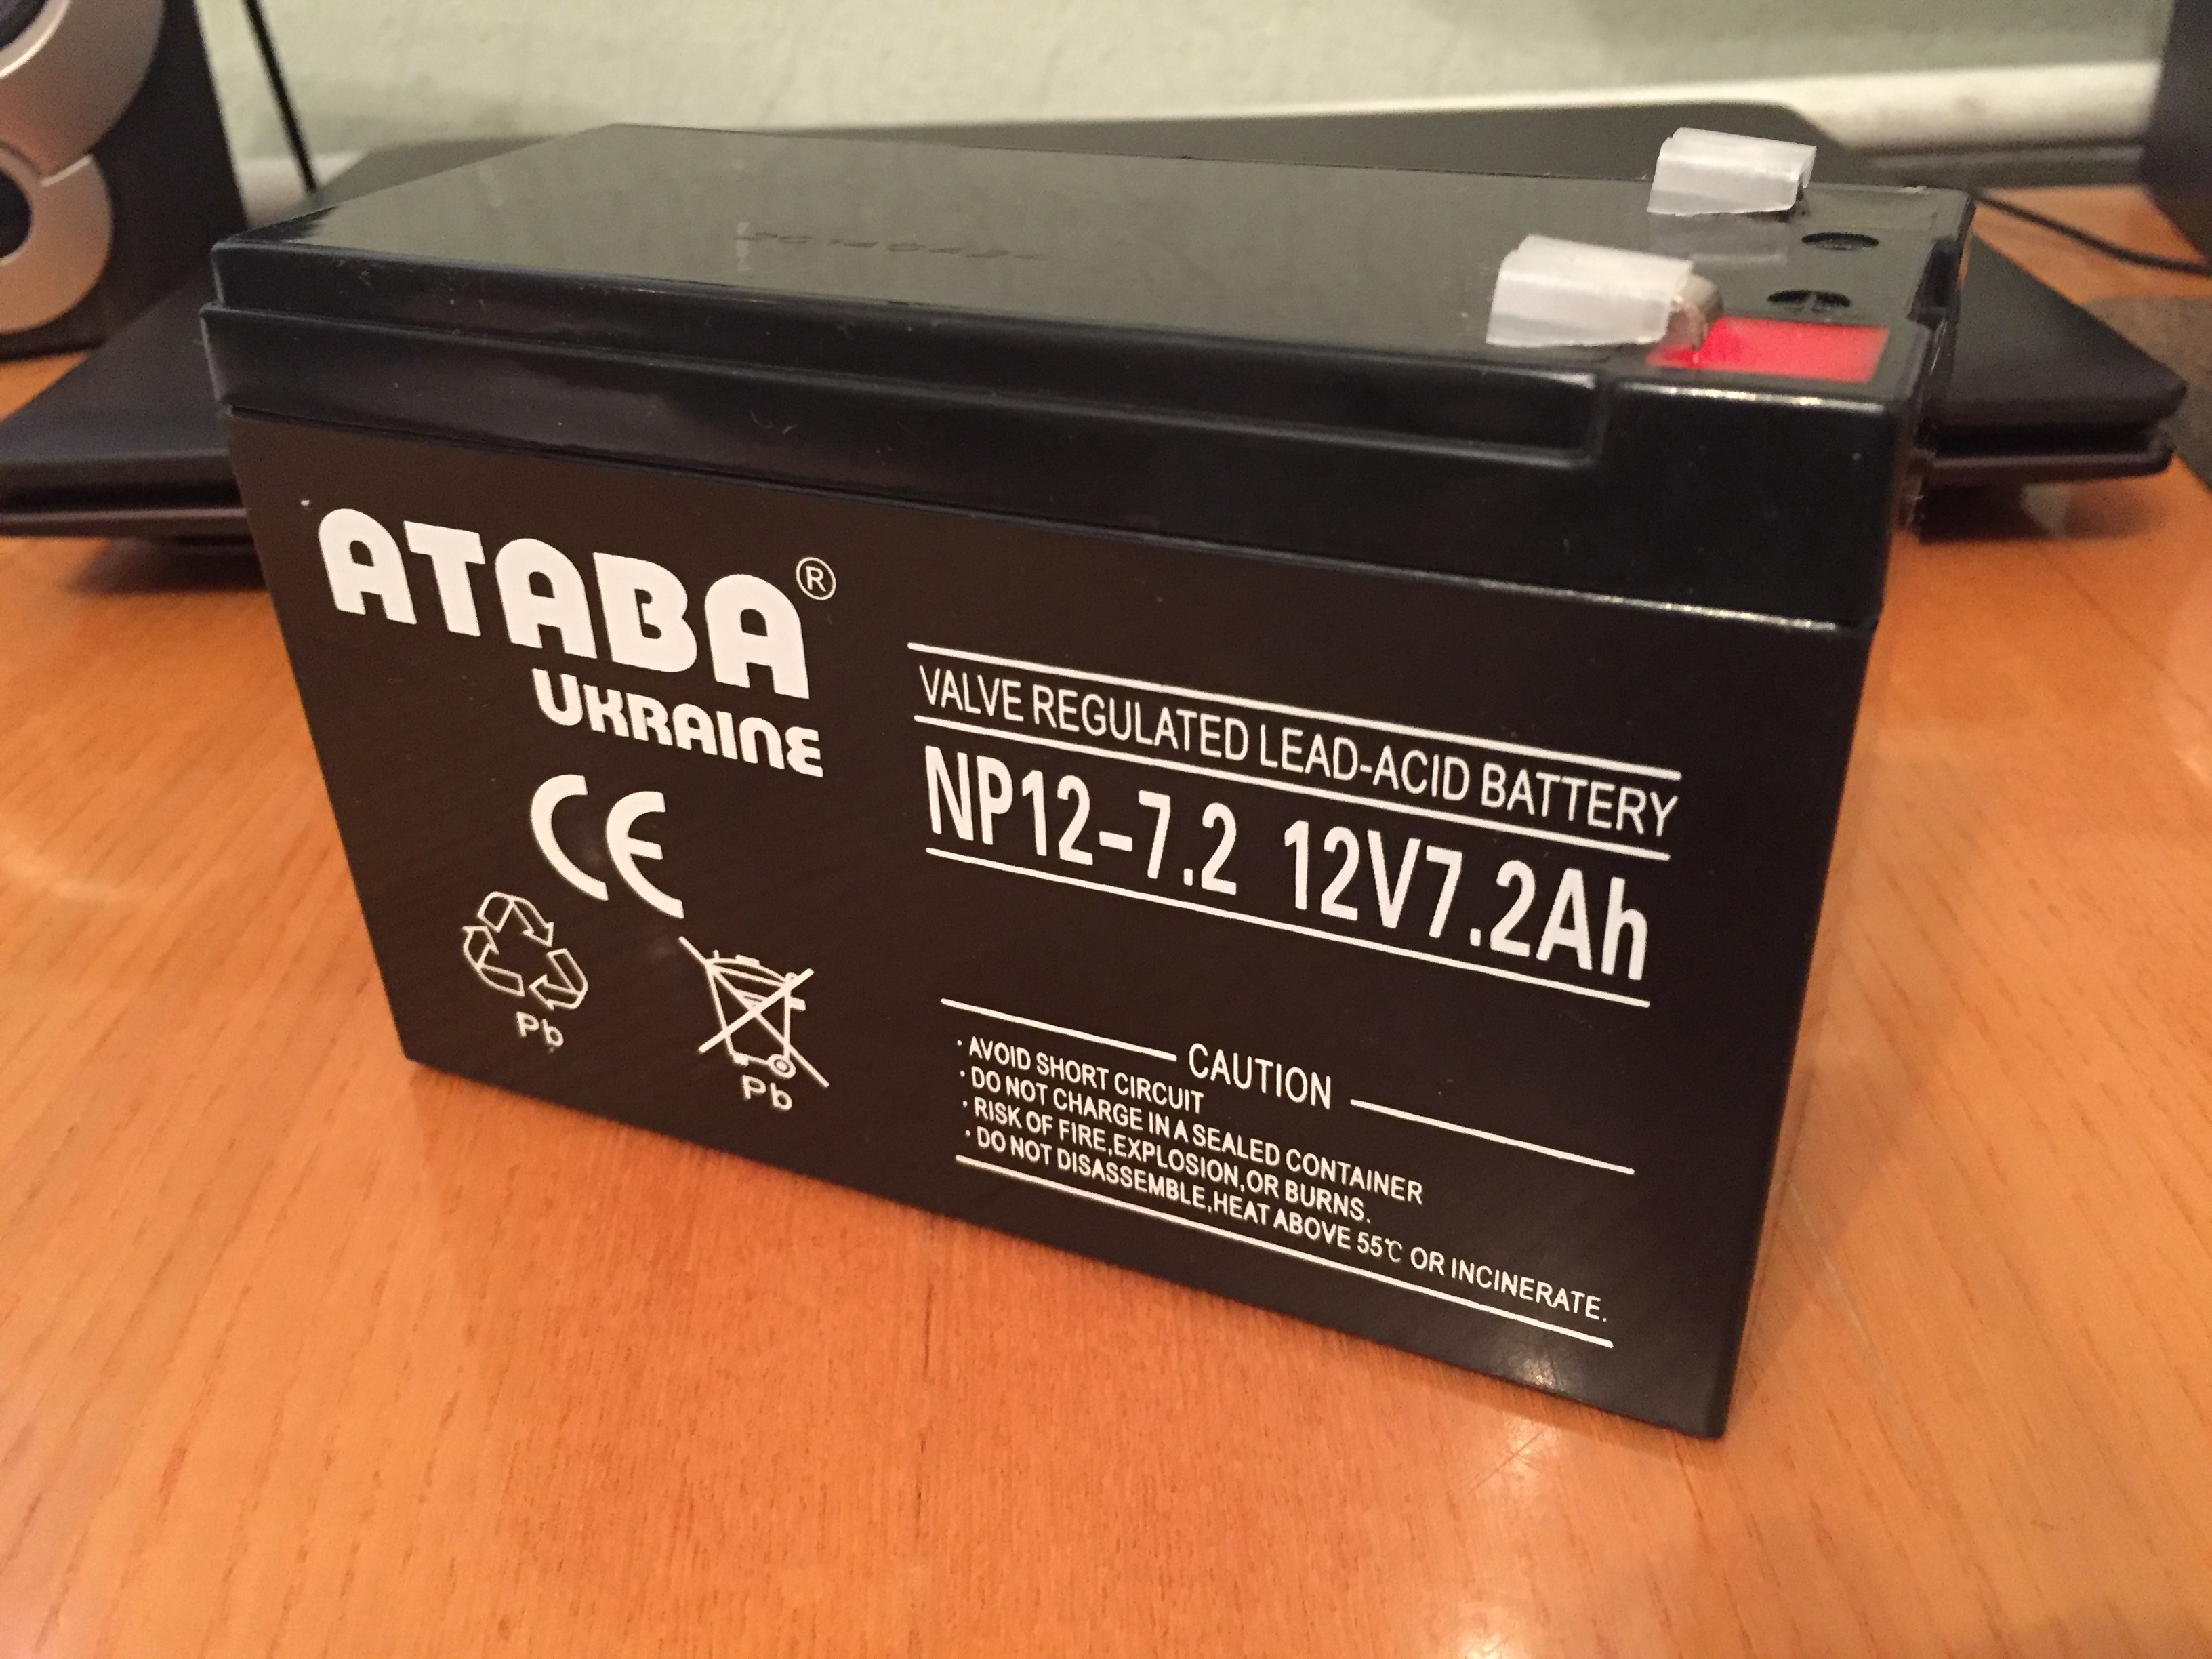 ATABA®
UKRAINE
CE
Pb
Pb
VALVE REGULATED LEAD-ACID BATTERY
NP12-7.2 12V7.2Ah
CAUTION
· AVOID SHORT CIRCUIT
· DO NOT CHARGE IN A SEALED CONTAINER
· RISK OF FIRE,EXPLOSION,OR BURNS.
· DO NOT DISASSEMBLE,HEAT ABOVE 55℃ OR INCINERATE.